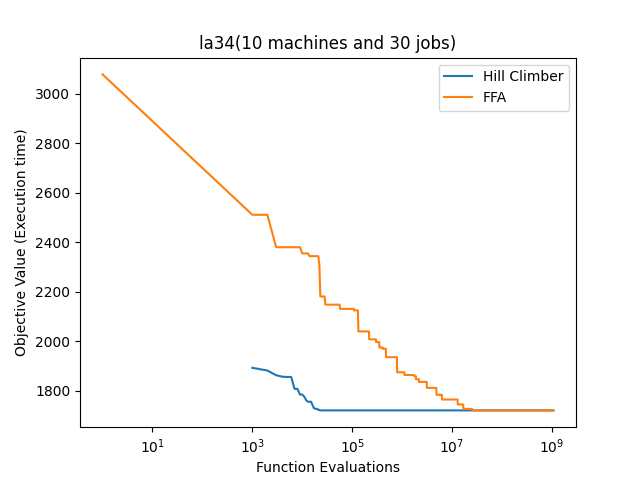 la34(10 machines and 30 jobs)
Hill Climber
FFA
Objective Value (Execution time)
3000
2800
2600
2400
2200
2000
1800
10^1
10^3
10^5
10^7
10^9
Function Evaluations